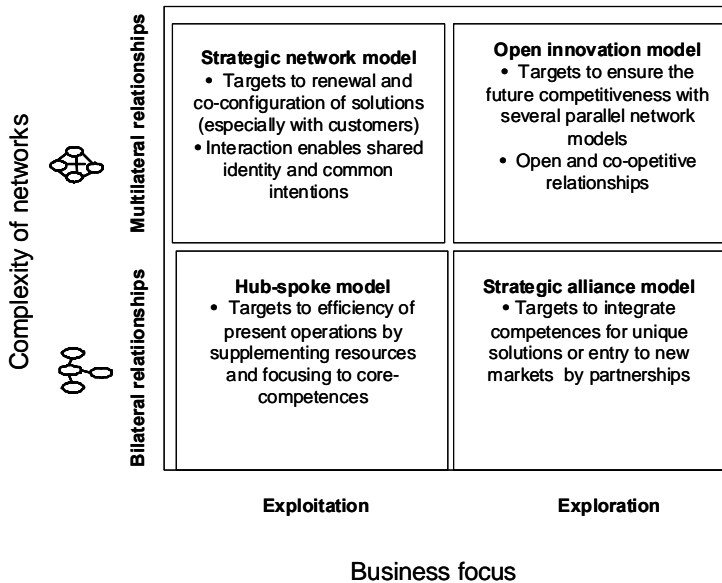 Complexity of networks
Multilateral relationships
Strategic network model
• Targets to renewal and
co-configuration of solutions
(especially with customers)
• Interaction enables shared
identity and common
intentions
Open innovation model
• Targets to ensure the
future competitiveness with
several parallel network
models
• Open and co-opetitive
relationships
Bilateral relatiionships
Hub-spoke model
• Targets to efficiency of
present operations by
supplementing resources
and focusing to core-
competences
Strategic alliance model
• Targets to integrate
competences for unique
solutions or entry to new
markets by partnerships
Exploitation
Exploration
Business focus